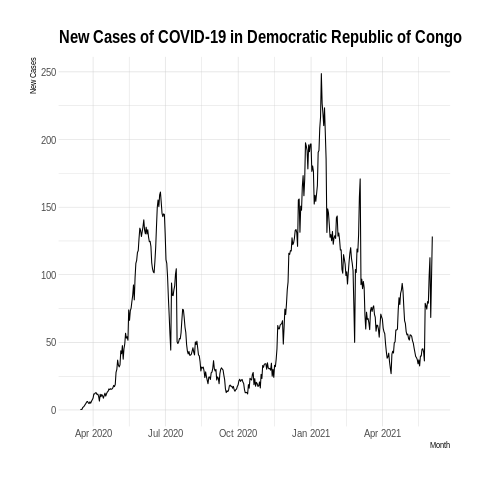 New Cases of COVID-19 in Democratic Republic of Congo
New Cases
250
200
150
100
50
0
Apr 2020 Jul 2020 Oct 2020 Jan 2021 Apr 2021
Month